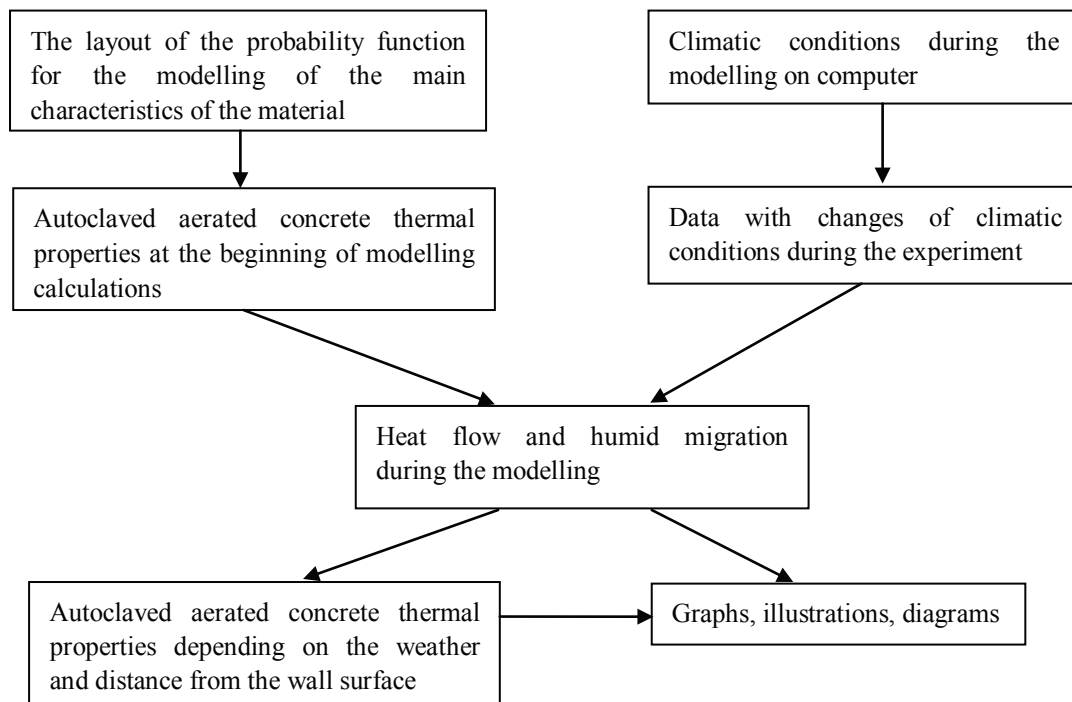 The layout of the probability function
for the modelling of the main
characteristics of the material
Climatic conditions during the
modelling on computer
Autoclaved aerated concrete thermal
properties at the beginning of modelling
calculations
Data with changes of climatic
conditions during the experiment
Heat flow and humid migration
during the modelling
Autoclaved aerated concrete thermal
properties depending on the weather
and distance from the wall surface
Graphs, illustrations, diagrams